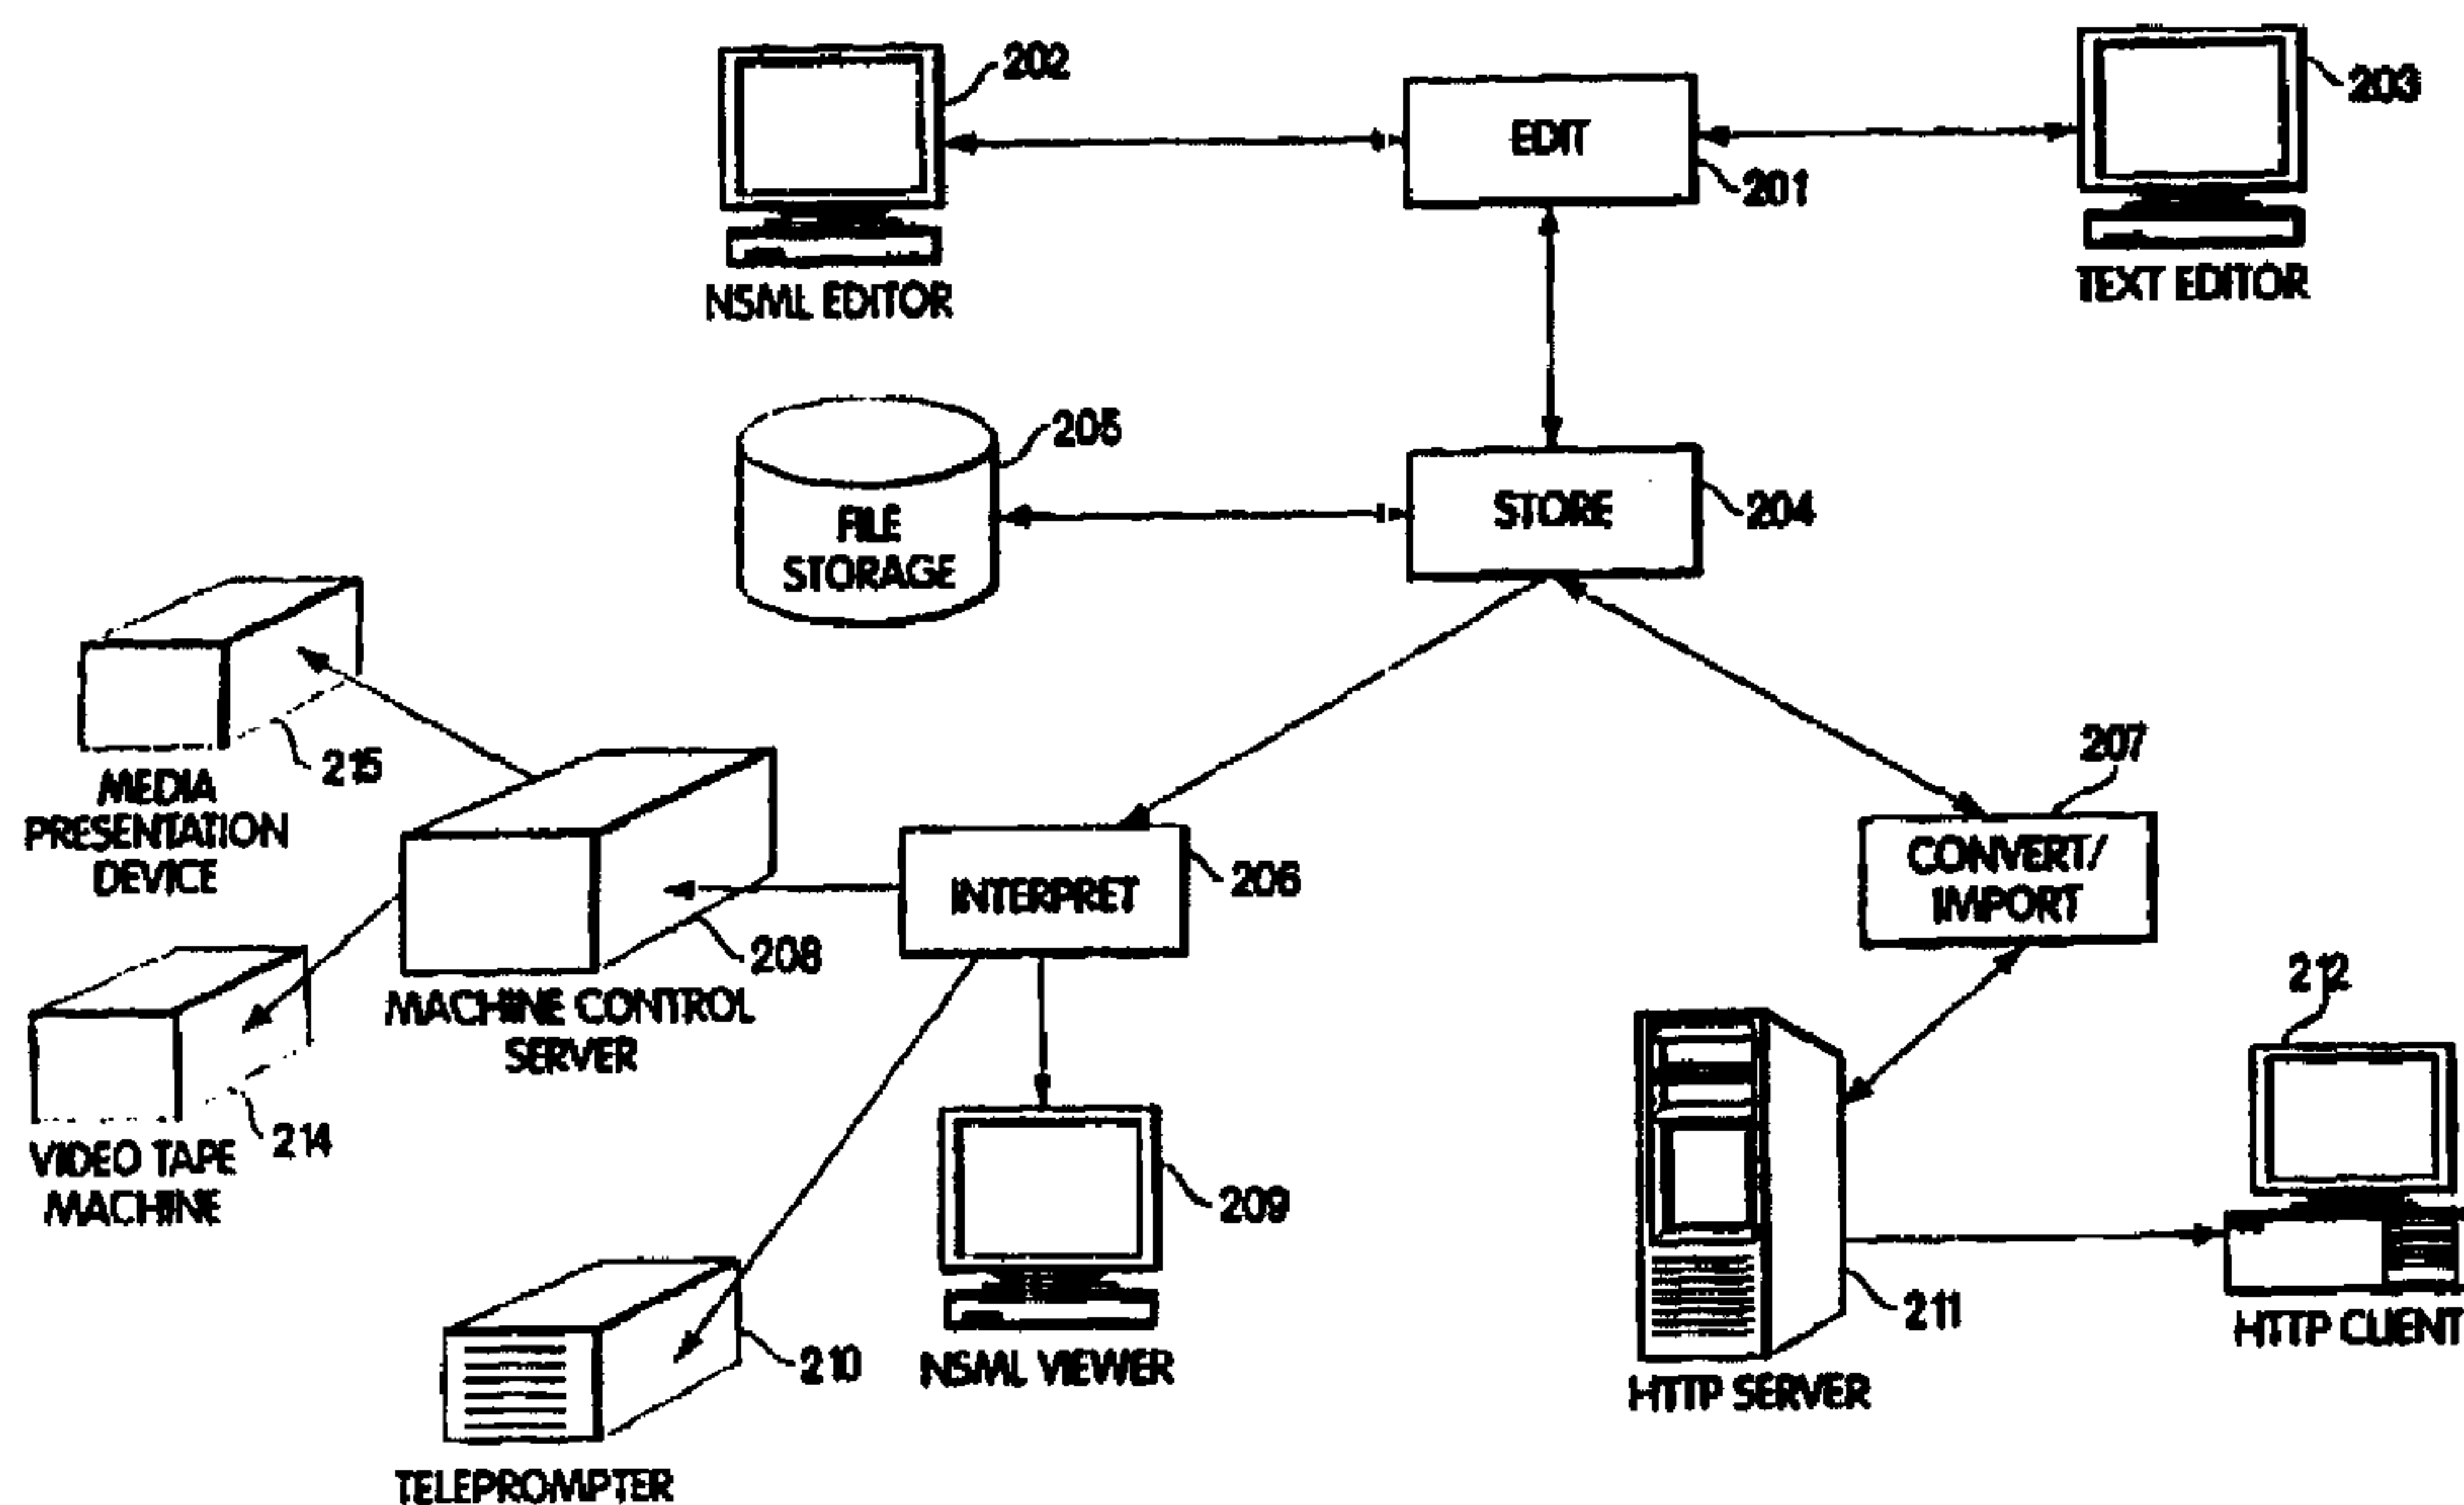 202
203
EDIT
201
NSML EDITOR
TEXT EDITOR
205
FILE
STORAGE
STORE
204
215
MEDIA
PRESENTATION
DEVICE
207
CONVERT/
IMPORT
INTERPRET
206
208
MACHINE CONTROL
SERVER
212
214
VIDEO TAPE
MACHINE
209
210
NSML VIEWER
211
HTTP CLIENT
HTTP SERVER
TELEPROMPTER